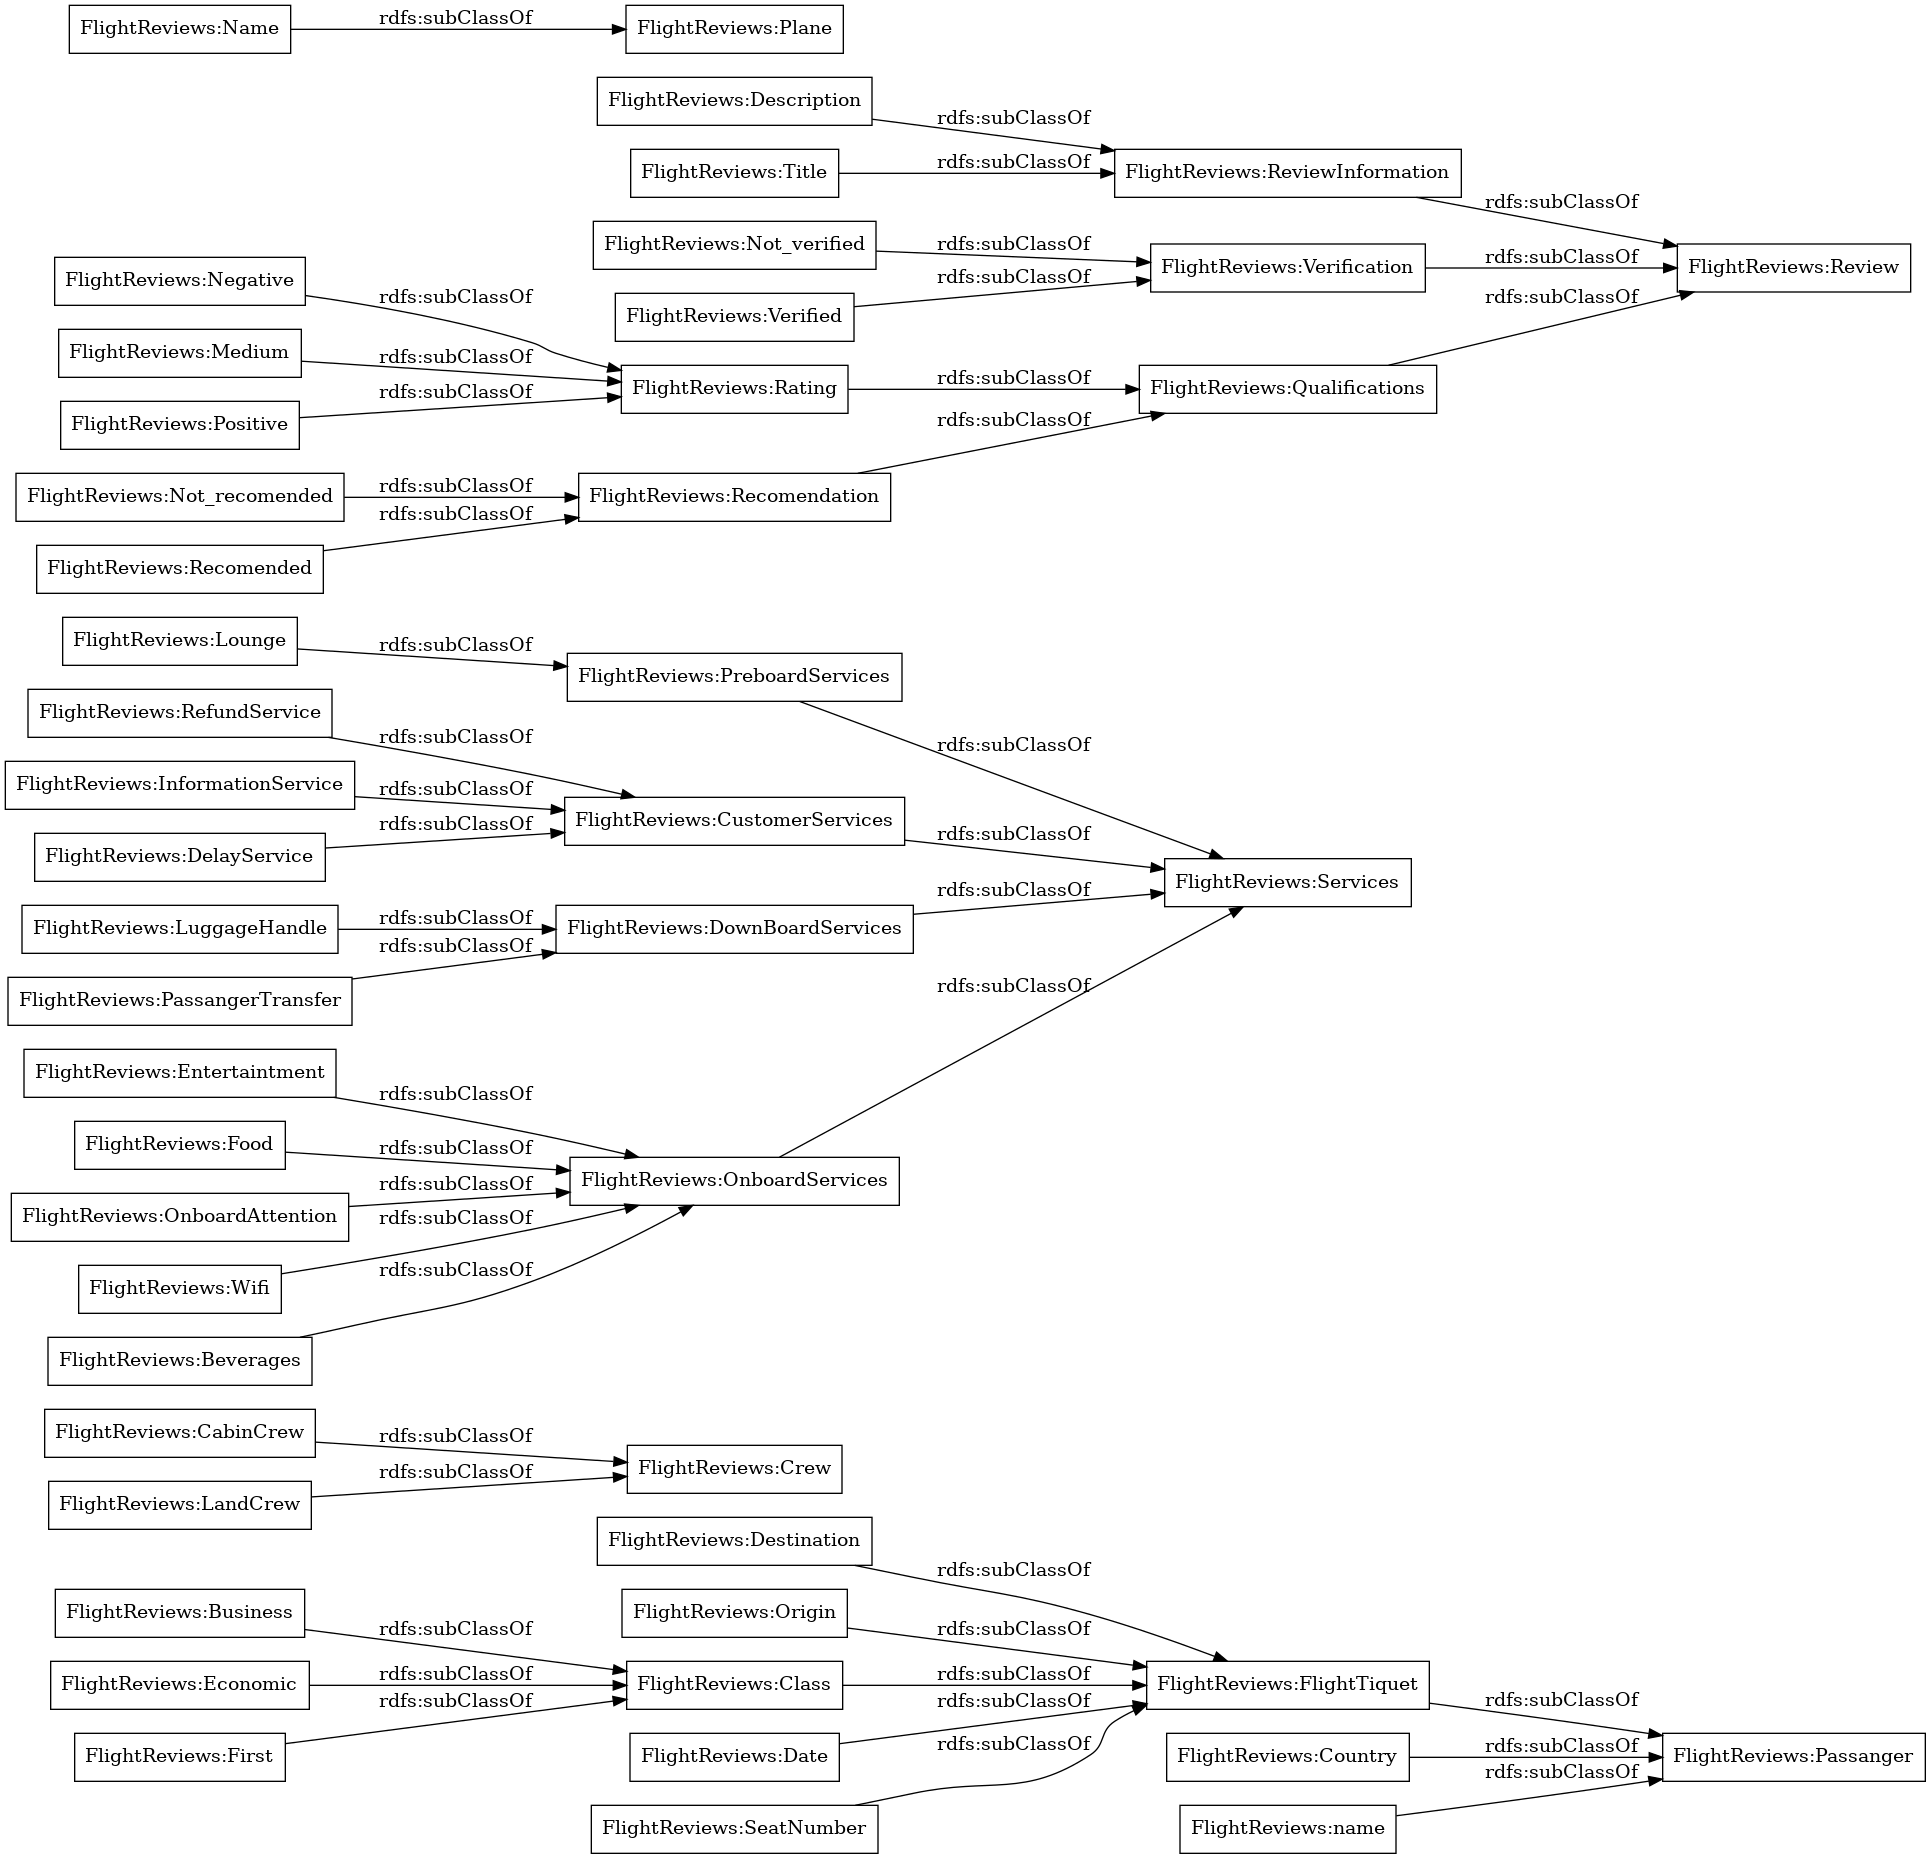 FlightReviews:Name
rdfs:subClassOf
FlightReviews:Plane
FlightReviews:Description
rdfs:subClassOf
FlightReviews:Title
rdfs:subClassOf
FlightReviews:ReviewInformation
rdfs:subClassOf
FlightReviews:Not_verified
rdfs:subClassOf
FlightReviews:Verified
rdfs:subClassOf
FlightReviews:Verification
rdfs:subClassOf
FlightReviews:Review
FlightReviews:Negative
rdfs:subClassOf
FlightReviews:Medium
rdfs:subClassOf
FlightReviews:Positive
rdfs:subClassOf
FlightReviews:Rating
rdfs:subClassOf
FlightReviews:Qualifications
rdfs:subClassOf
FlightReviews:Not_recomended
rdfs:subClassOf
FlightReviews:Recomended
rdfs:subClassOf
FlightReviews:Recomendation
rdfs:subClassOf
FlightReviews:Lounge
rdfs:subClassOf
FlightReviews:PreboardServices
rdfs:subClassOf
FlightReviews:RefundService
rdfs:subClassOf
FlightReviews:InformationService
rdfs:subClassOf
FlightReviews:DelayService
rdfs:subClassOf
FlightReviews:CustomerServices
rdfs:subClassOf
FlightReviews:Services
FlightReviews:LuggageHandle
rdfs:subClassOf
FlightReviews:PassangerTransfer
rdfs:subClassOf
FlightReviews:DownBoardServices
rdfs:subClassOf
FlightReviews:Entertaintment
rdfs:subClassOf
FlightReviews:Food
rdfs:subClassOf
FlightReviews:OnboardAttention
rdfs:subClassOf
FlightReviews:Wifi
rdfs:subClassOf
FlightReviews:Beverages
rdfs:subClassOf
FlightReviews:OnboardServices
rdfs:subClassOf
FlightReviews:CabinCrew
rdfs:subClassOf
FlightReviews:LandCrew
rdfs:subClassOf
FlightReviews:Crew
FlightReviews:Destination
rdfs:subClassOf
FlightReviews:Origin
rdfs:subClassOf
FlightReviews:Business
rdfs:subClassOf
FlightReviews:Economic
rdfs:subClassOf
FlightReviews:First
rdfs:subClassOf
FlightReviews:Class
rdfs:subClassOf
FlightReviews:Date
rdfs:subClassOf
FlightReviews:SeatNumber
rdfs:subClassOf
FlightReviews:FlightTiquet
rdfs:subClassOf
FlightReviews:Country
rdfs:subClassOf
FlightReviews:name
rdfs:subClassOf
FlightReviews:Passanger